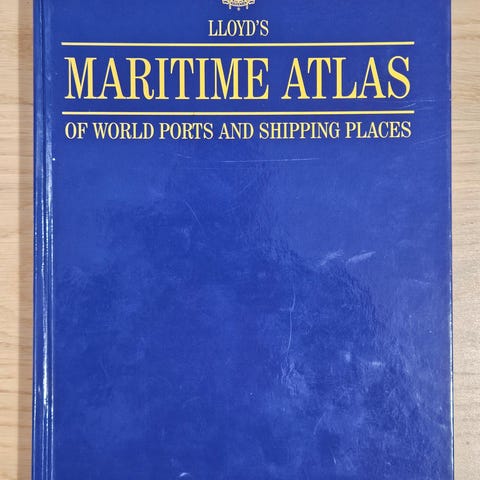 LLOYD'S
MARITIME ATLAS
OF WORLD PORTS AND SHIPPING PLACES